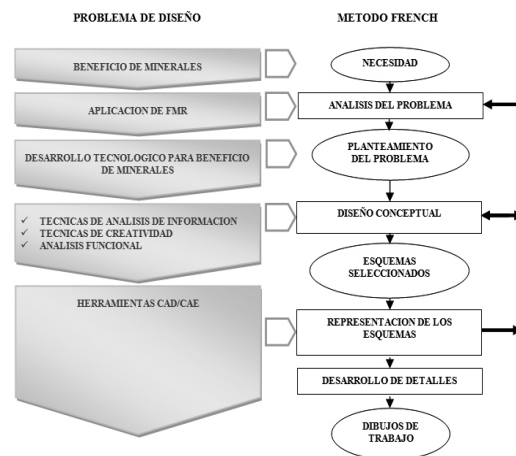 PROBLEMA DE DISEÑO
METODO FRENCH
BENEFICIO DE MINERALES
NECESIDAD
APLICACION DE FMR
ANALISIS DEL PROBLEMA
DESARROLLO TECNOLOGICO PARA BENEFICIO
DE MINERALES
PLANTEAMIENTO
DEL PROBLEMA
✓ TECNICAS DE ANALISIS DE INFORMACION
✓ TECNICAS DE CREATIVIDAD
✓ ANALISIS FUNCIONAL
DISEÑO CONCEPTUAL
ESQUEMAS
SELECCIONADOS
HERRAMIENTAS CAD/CAE
REPRESENTACION DE LOS
ESQUEMAS
DESARROLLO DE DETALLES
DIBUJOS DE
TRABAJO